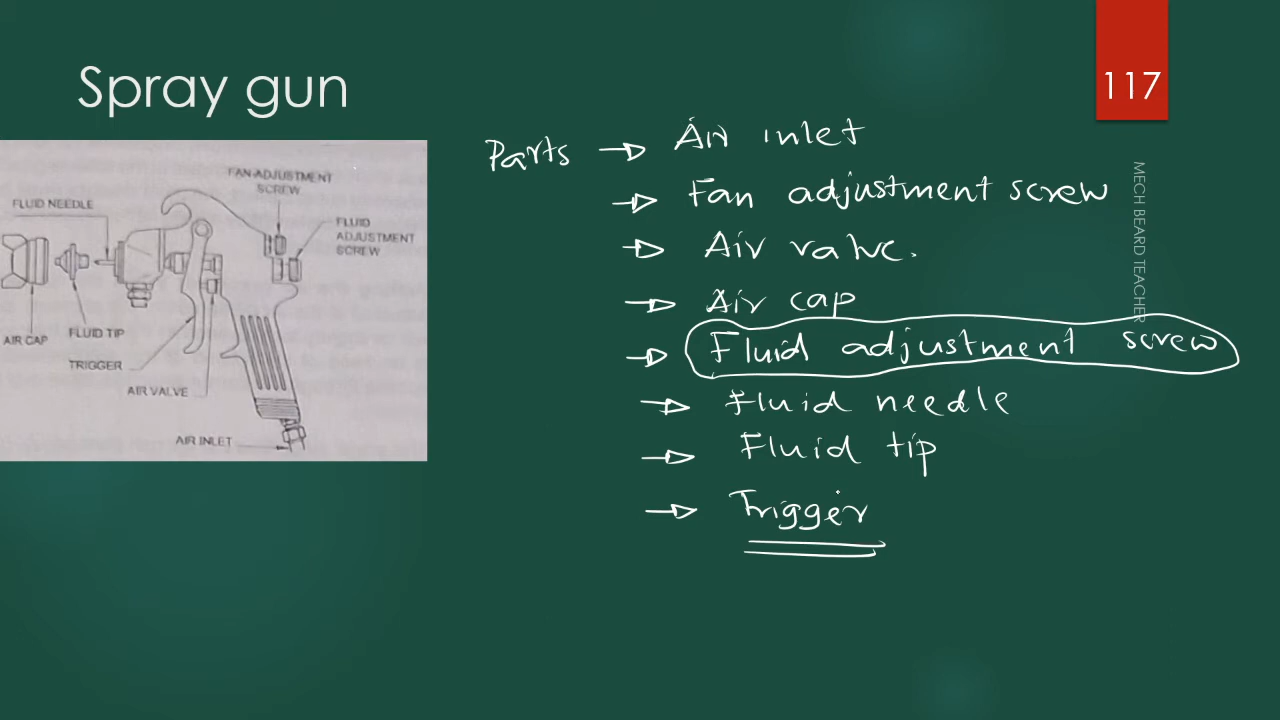 Spray gun
117
FAN-ADJUSTMENT
SCREW
FLUID NEEDLE
FLUID
ADJUSTMENT
SCREW
AIR CAP
FLUID TIP
TRIGGER
AIR VALVE
AIR INLET
Parts → Air inlet
→ Fan adjustment screw
→ Air valve.
→ Air cap
→ Fluid adjustment screw
→ Fluid needle
→ Fluid tip
→ Trigger
MECH BEARD TEACHER